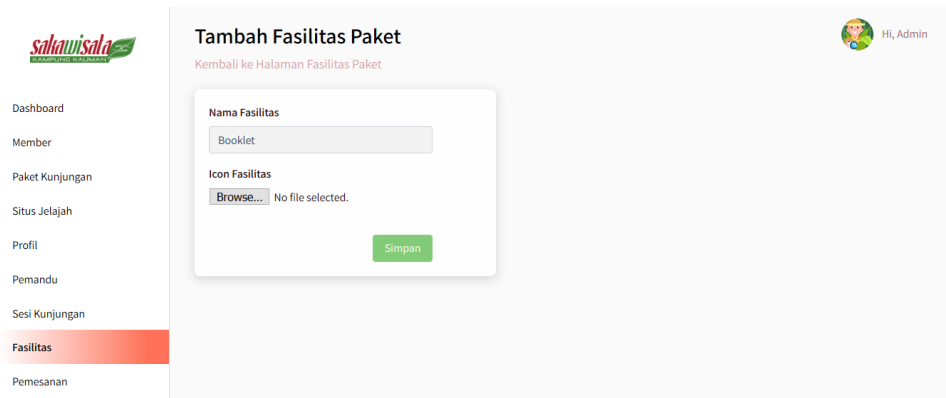 sakawisata
KAMPUNG KAUMAN
Dashboard
Member
Paket Kunjungan
Situs Jelajah
Profil
Pemandu
Sesi Kunjungan
Fasilitas
Pemesanan
Tambah Fasilitas Paket
Kembali ke Halaman Fasilitas Paket
Hi, Admin
Nama Fasilitas
Booklet
Icon Fasilitas
Browse... No file selected.
Simpan